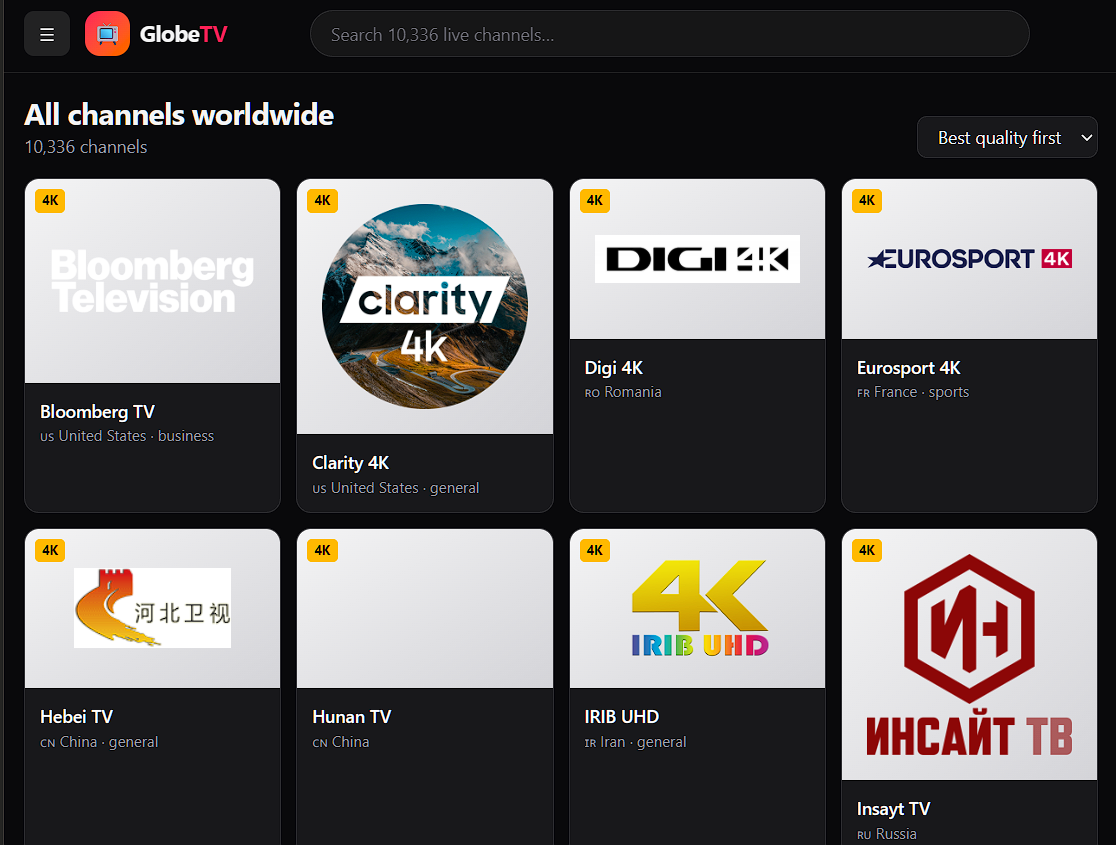 GlobeTV
Search 10,336 live channels...
All channels worldwide
10,336 channels
Best quality first
4K
Bloomberg
Television
Bloomberg TV
US United States · business
4K
clarity
4k
Clarity 4K
US United States · general
4K
DIGI 4K
Digi 4K
RO Romania
4K
EUROSPORT 4K
Eurosport 4K
FR France · sports
4K
河北卫视
Hebei TV
CN China · general
4K
Hunan TV
CN China
4K
4K
IRIB UHD
IRIB UHD
IR Iran · general
4K
ИН
ИНСАЙТ ТВ
Insayt TV
RU Russia